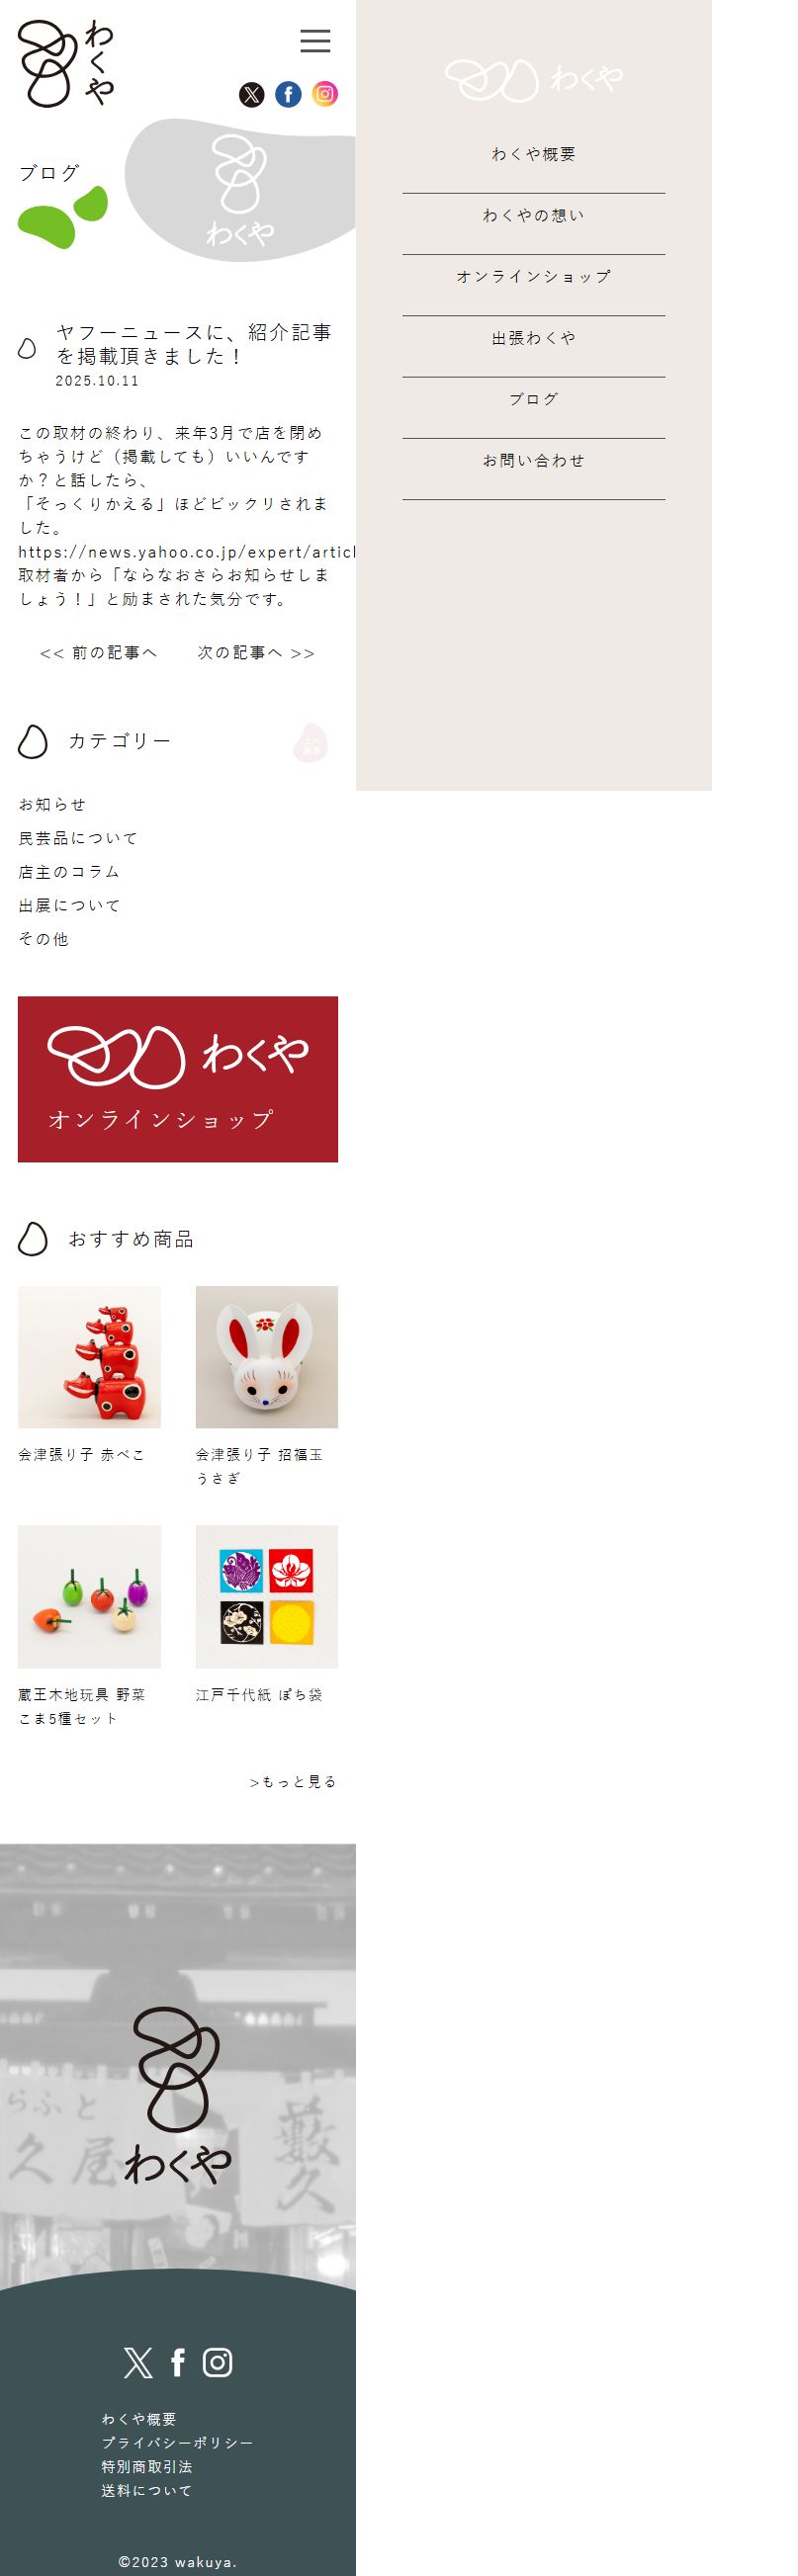 わくや
ブログ
わくや
ヤフーニュースに、紹介記事
を掲載頂きました！
2025.10.11
この取材の終わり、来年3月で店を閉め
ちゃうけど（掲載しても）いいんです
か？と話したら、
「そっくりかえる」ほどビックリされま
した。
https://news.yahoo.co.jp/expert/articl
取材者から「ならなおさらお知らせしま
しょう！」と励まされた気分です。
<< 前の記事へ 次の記事へ >>
カテゴリー
お知らせ
民芸品について
店主のコラム
出展について
その他
わくや
オンラインショップ
おすすめ商品
会津張り子 赤べこ
会津張り子 招福玉
うさぎ
蔵王木地玩具 野菜
こま5種セット
江戸千代紙 ぽち袋
>もっと見る
らふと
久屋
藪久
わくや
わくや概要
プライバシーポリシー
特別商取引法
送料について
©2023 wakuya.
わくや
わくや概要
わくやの想い
オンラインショップ
出張わくや
ブログ
お問い合わせ